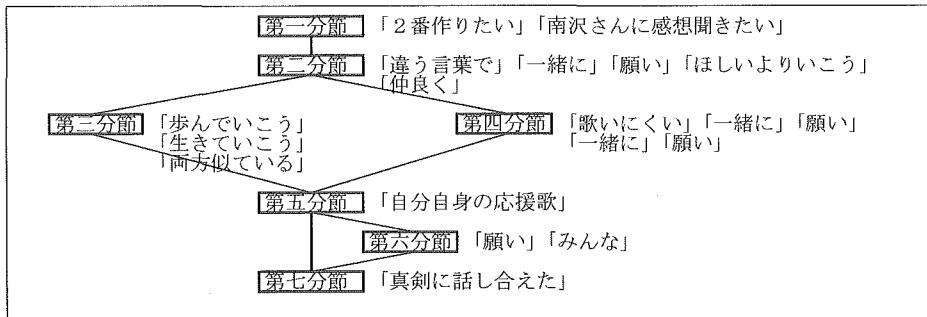 第一分節 「２番作りたい」「南沢さんに感想聞きたい」
第二分節 「違う言葉で」「一緒に」「願い」「ほしいよりいこう」
「仲良く」
第三分節 「歩んでいこう」
「生きていこう」
「両方似ている」
第四分節 「歌いにくい」「一緒に」「願い」
「一緒に」「願い」
第五分節 「自分自身の応援歌」
第六分節 「願い」「みんな」
第七分節 「真剣に話し合えた」